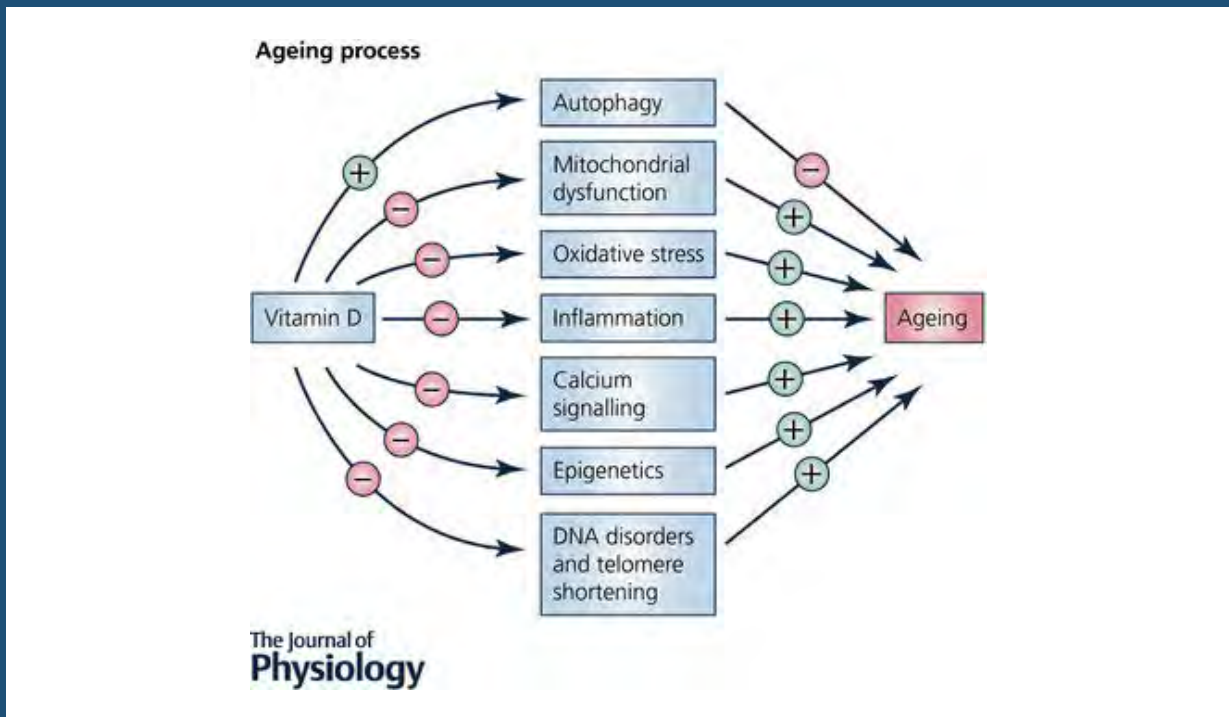 Ageing process
Autophagy
+
−
Mitochondrial
dysfunction
−
+
Oxidative stress
−
+
Vitamin D
−
Inflammation
+
Ageing
Calcium
signalling
−
+
Epigenetics
−
+
DNA disorders
and telomere
shortening
−
+
The Journal of
Physiology